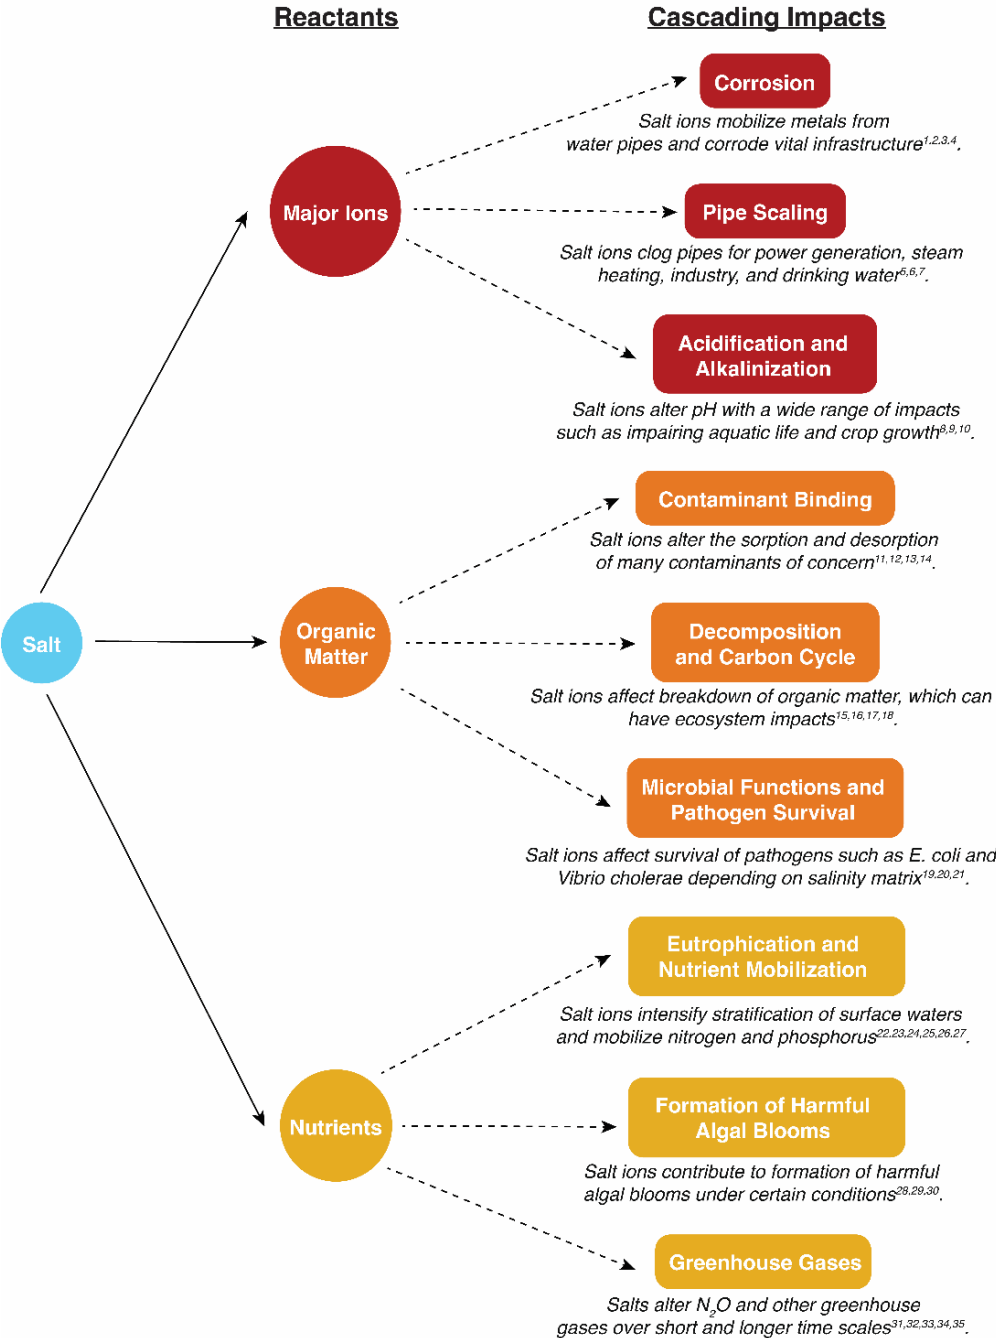 Reactants
Cascading Impacts
Corrosion
Salt ions mobilize metals from
water pipes and corrode vital infrastructure1,2,3,4.
Major Ions
Pipe Scaling
Salt ions clog pipes for power generation, steam
heating, industry, and drinking water5,6,7.
Acidification and
Alkalinization
Salt ions alter pH with a wide range of impacts
such as impairing aquatic life and crop growth8,9,10.
Contaminant Binding
Salt ions alter the sorption and desorption
of many contaminants of concern11,12,13,14.
Salt
Organic
Matter
Decomposition
and Carbon Cycle
Salt ions affect breakdown of organic matter, which can
have ecosystem impacts15,16,17,18.
Microbial Functions and
Pathogen Survival
Salt ions affect survival of pathogens such as E. coli and
Vibrio cholerae depending on salinity matrix19,20,21.
Eutrophication and
Nutrient Mobilization
Salt ions intensify stratification of surface waters
and mobilize nitrogen and phosphorus22,23,24,25,26,27.
Nutrients
Formation of Harmful
Algal Blooms
Salt ions contribute to formation of harmful
algal blooms under certain conditions28,29,30.
Greenhouse Gases
Salts alter N2O and other greenhouse
gases over short and longer time scales31,32,33,34,35.